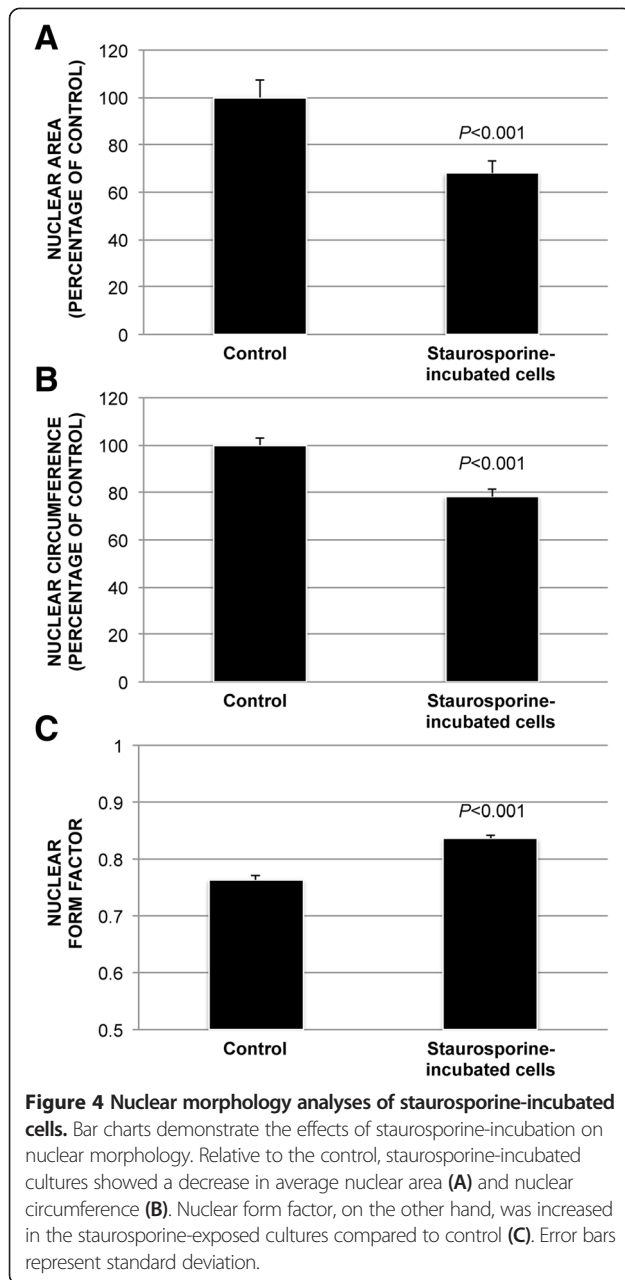 A
NUCLEAR AREA
(PERCENTAGE OF CONTROL)
120
100
80
60
40
20
0
P<0.001
Control
Staurosporine-
incubated cells
B
NUCLEAR CIRCUMFERENCE
(PERCENTAGE OF CONTROL)
120
100
80
60
40
20
0
P<0.001
Control
Staurosporine-
incubated cells
C
NUCLEAR
FORM FACTOR
1
0.9
0.8
0.7
0.6
0.5
P<0.001
Control
Staurosporine-
incubated cells
Figure 4 Nuclear morphology analyses of staurosporine-incubated
cells. Bar charts demonstrate the effects of staurosporine-incubation on
nuclear morphology. Relative to the control, staurosporine-incubated
cultures showed a decrease in average nuclear area (A) and nuclear
circumference (B). Nuclear form factor, on the other hand, was increased
in the staurosporine-exposed cultures compared to control (C). Error bars
represent standard deviation.